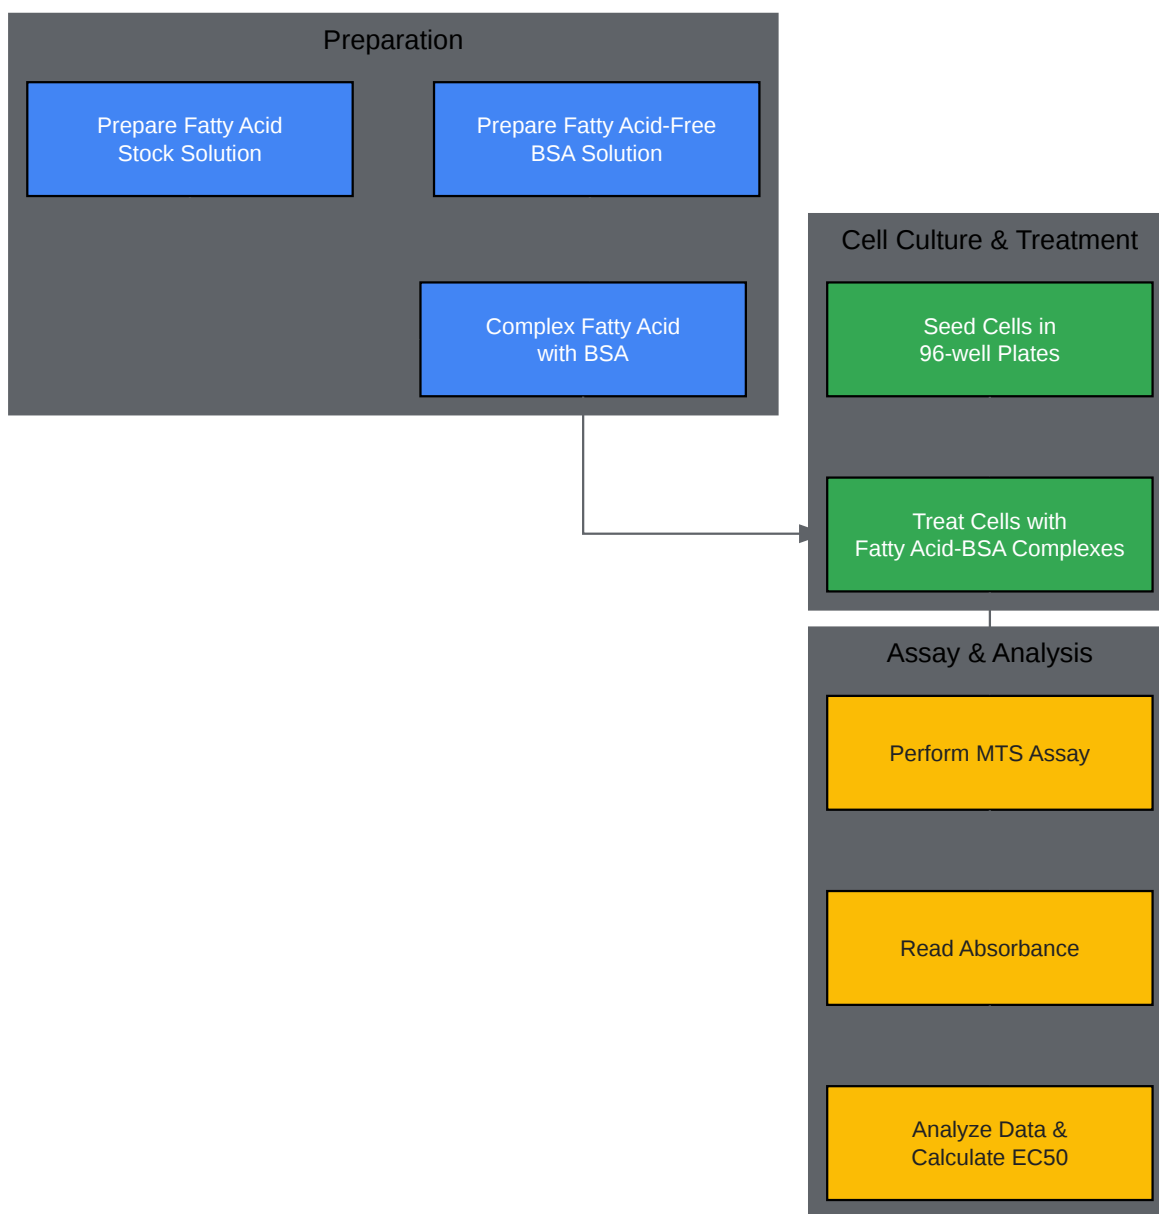 Preparation
Prepare Fatty Acid
Stock Solution
Prepare Fatty Acid-Free
BSA Solution
Complex Fatty Acid
with BSA
Cell Culture & Treatment
Seed Cells in
96-well Plates
Treat Cells with
Fatty Acid-BSA Complexes
Assay & Analysis
Perform MTS Assay
Read Absorbance
Analyze Data &
Calculate EC50